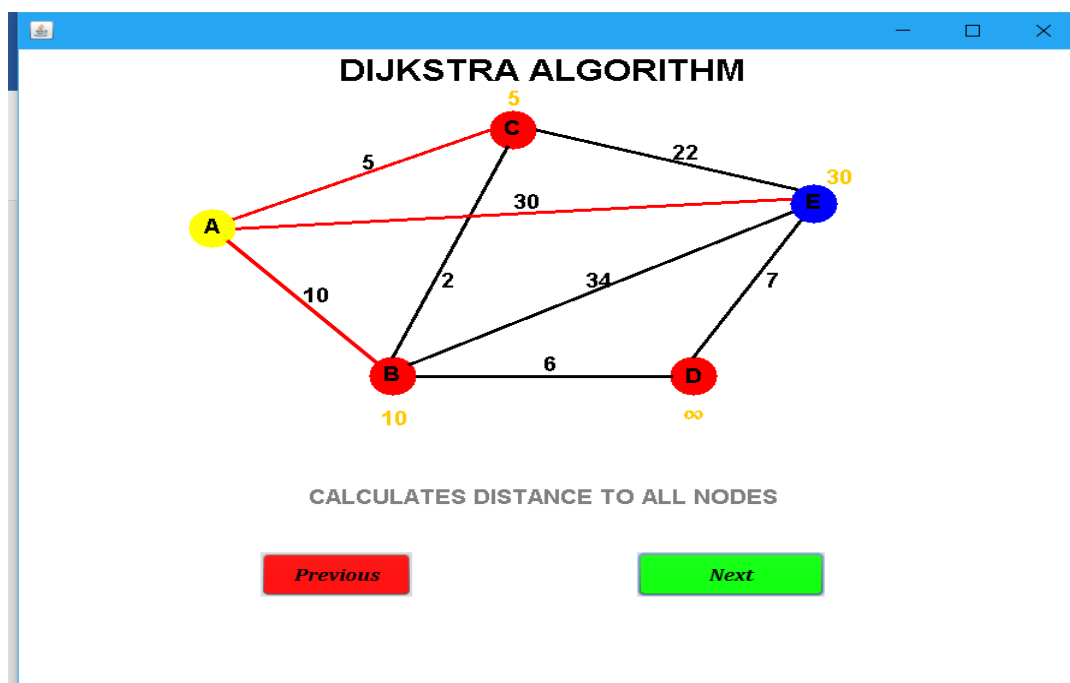 DIJKSTRA ALGORITHM
5
C
5
22
30
30
E
A
10
2
34
7
6
B
D
10
∞
CALCULATES DISTANCE TO ALL NODES
Previous
Next